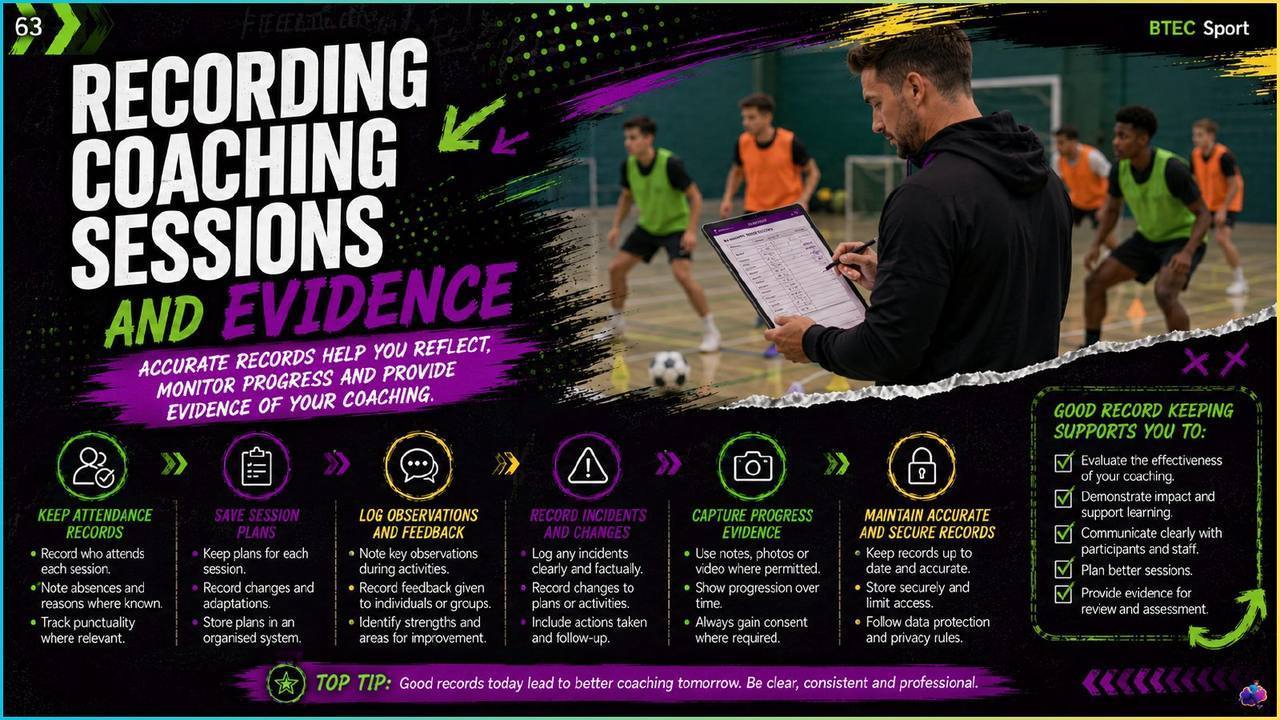 63
BTEC Sport
RECORDING
COACHING
SESSIONS
AND EVIDENCE
ACCURATE RECORDS HELP YOU REFLECT,
MONITOR PROGRESS AND PROVIDE
EVIDENCE OF YOUR COACHING.
KEEP ATTENDANCE
RECORDS
• Record who attends
each session.
• Note absences and
reasons where known.
• Track punctuality
where relevant.
SAVE SESSION
PLANS
• Keep plans for each
session.
• Record changes and
adaptations.
• Store plans in an
organised system.
LOG OBSERVATIONS
AND FEEDBACK
• Note key observations
during activities.
• Record feedback given
to individuals or groups.
• Identify strengths and
areas for improvement.
RECORD INCIDENTS
AND CHANGES
• Log any incidents
clearly and factually.
• Record changes to
plans or activities.
• Include actions taken
and follow-up.
CAPTURE PROGRESS
EVIDENCE
• Use notes, photos or
video where permitted.
• Show progression over
time.
• Always gain consent
where required.
MAINTAIN ACCURATE
AND SECURE RECORDS
• Keep records up to
date and accurate.
• Store securely and
limit access.
• Follow data protection
and privacy rules.
GOOD RECORD KEEPING
SUPPORTS YOU TO:
Evaluate the effectiveness
of your coaching.
Demonstrate impact and
support learning.
Communicate clearly with
participants and staff.
Plan better sessions.
Provide evidence for
review and assessment.
TOP TIP: Good records today lead to better coaching tomorrow. Be clear, consistent and professional.